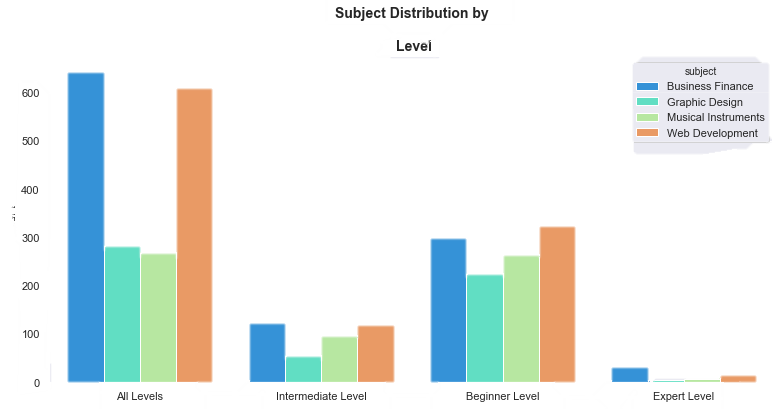 Subject Distribution by
Level
subject
Business Finance
Graphic Design
Musical Instruments
Web Development
600
500
400
300
200
100
0
All Levels
Intermediate Level
Beginner Level
Expert Level